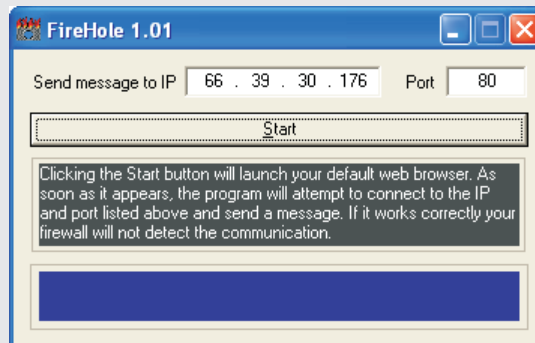 FireHole 1.01
Send message to IP 66 . 39 . 30 . 176 Port 80
Start
Clicking the Start button will launch your default web browser. As
soon as it appears, the program will attempt to connect to the IP
and port listed above and send a message. If it works correctly your
firewall will not detect the communication.